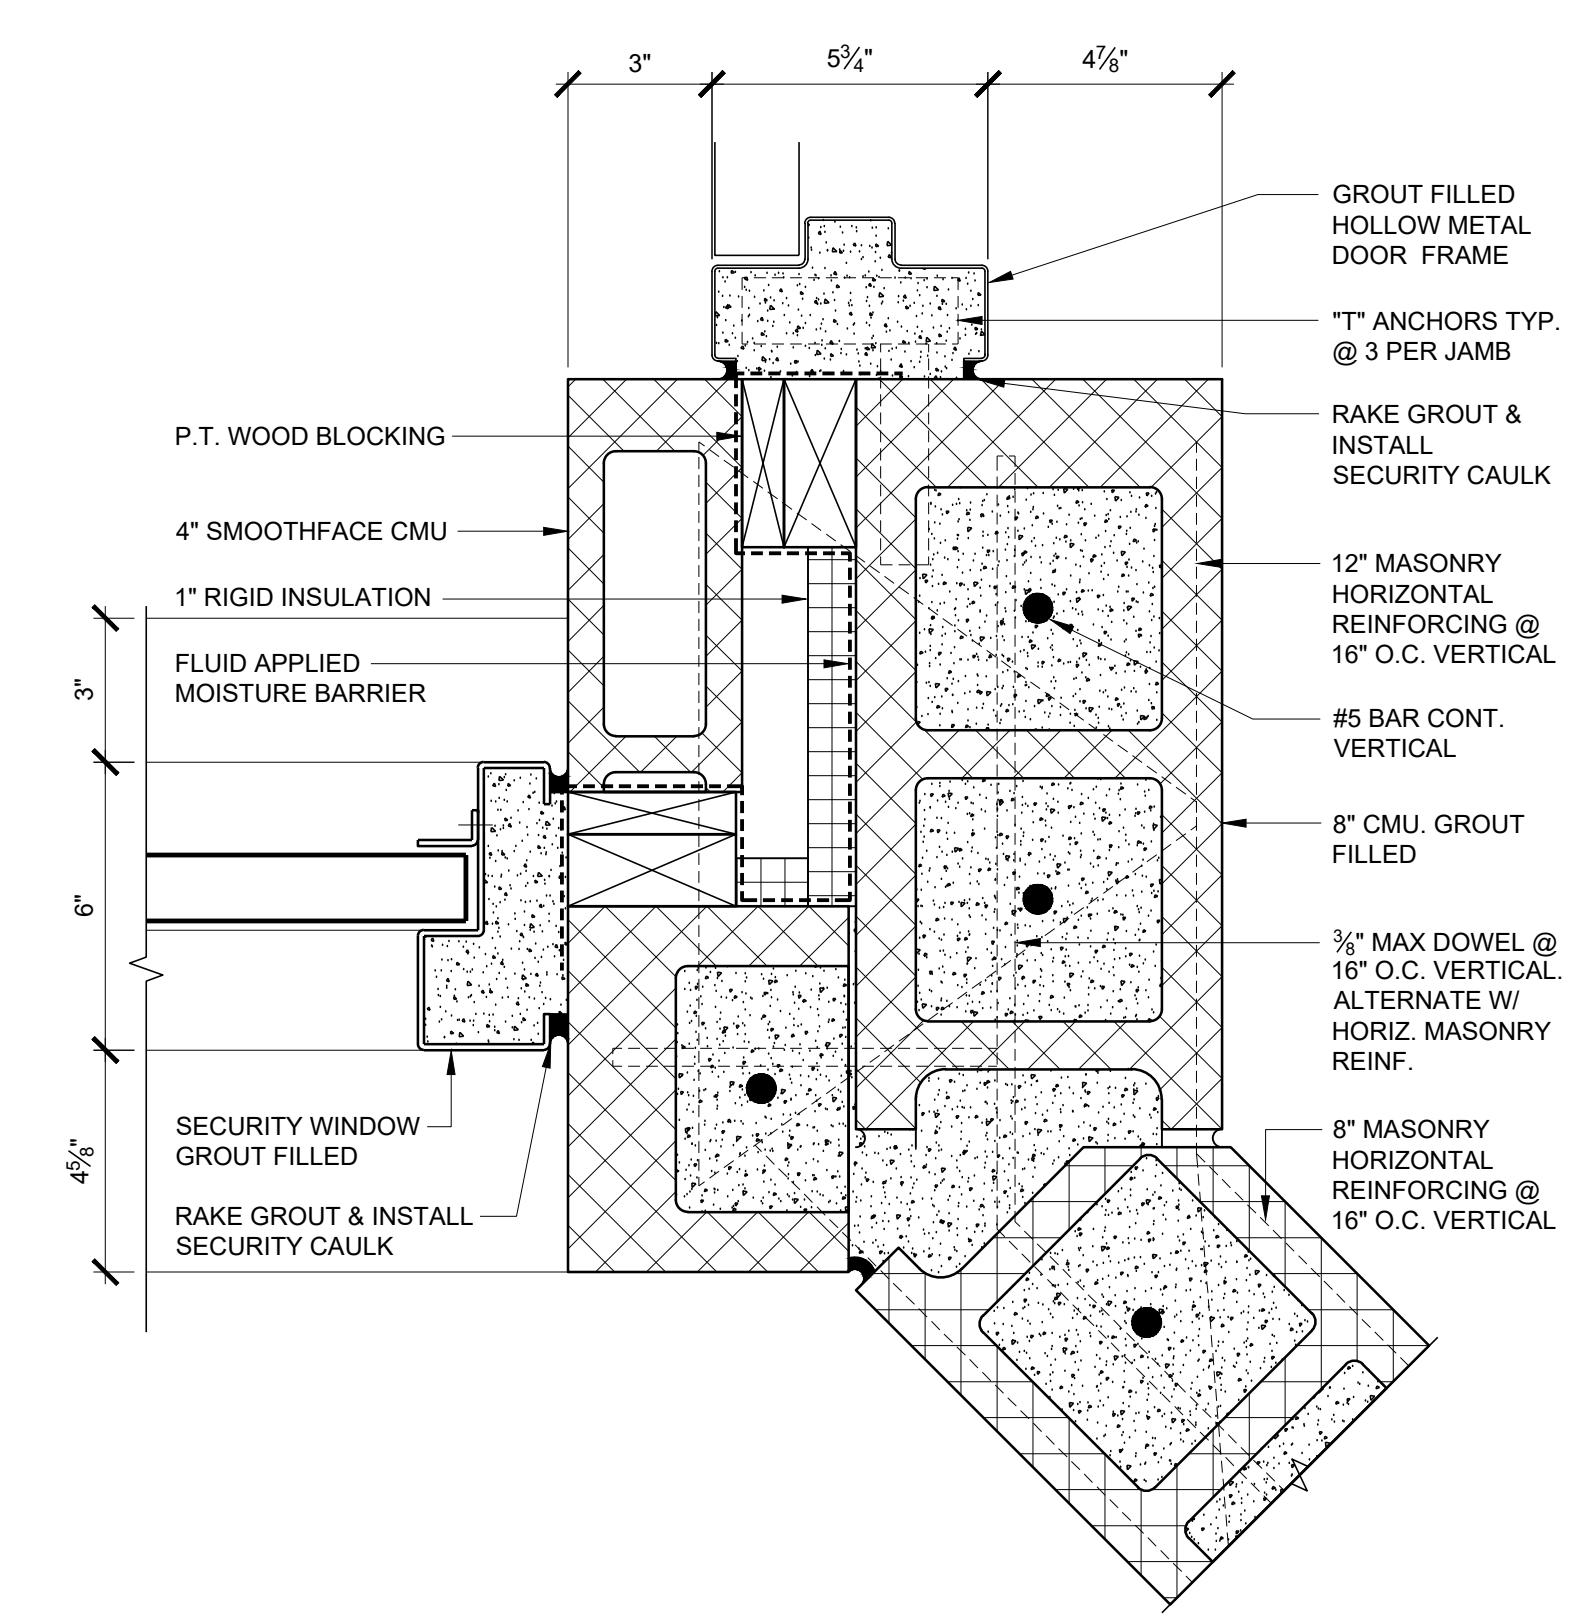 3"
5¾"
4⅞"
GROUT FILLED
HOLLOW METAL
DOOR FRAME
"T" ANCHORS TYP.
@ 3 PER JAMB
RAKE GROUT &
INSTALL
SECURITY CAULK
12" MASONRY
HORIZONTAL
REINFORCING @
16" O.C. VERTICAL
#5 BAR CONT.
VERTICAL
8" CMU. GROUT
FILLED
⅜" MAX DOWEL @
16" O.C. VERTICAL.
ALTERNATE W/
HORIZ. MASONRY
REINF.
8" MASONRY
HORIZONTAL
REINFORCING @
16" O.C. VERTICAL
P.T. WOOD BLOCKING
4" SMOOTHFACE CMU
1" RIGID INSULATION
FLUID APPLIED
MOISTURE BARRIER
3"
6"
4⅝"
SECURITY WINDOW
GROUT FILLED
RAKE GROUT & INSTALL
SECURITY CAULK